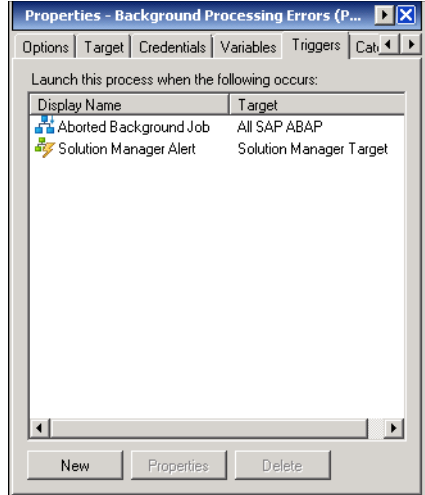 Properties - Background Processing Errors (P...
Options Target Credentials Variables Triggers
Launch this process when the following occurs:
Display Name Target
Aborted Background Job All SAP ABAP
Solution Manager Alert Solution Manager Target
New Properties Delete